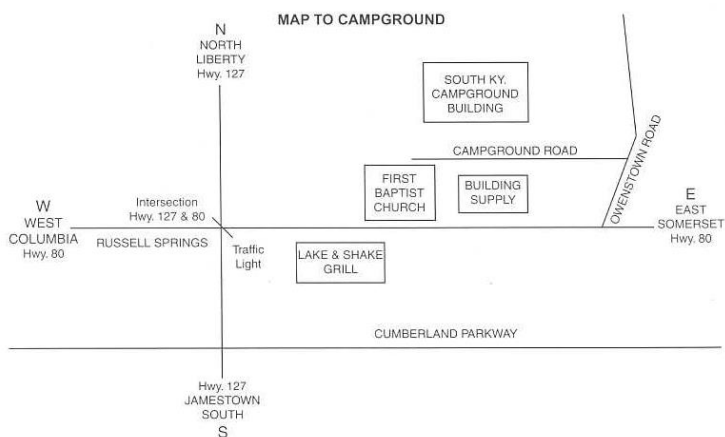 MAP TO CAMPGROUND
N
NORTH
LIBERTY
Hwy. 127
SOUTH KY.
CAMPGROUND
BUILDING
CAMPGROUND ROAD
OWENSTOWN ROAD
FIRST
BAPTIST
CHURCH
BUILDING
SUPPLY
W
WEST
COLUMBIA
Hwy. 80
Intersection
Hwy. 127 & 80
E
EAST
SOMERSET
Hwy. 80
RUSSELL SPRINGS
Traffic
Light
LAKE & SHAKE
GRILL
CUMBERLAND PARKWAY
Hwy. 127
JAMESTOWN
SOUTH
S